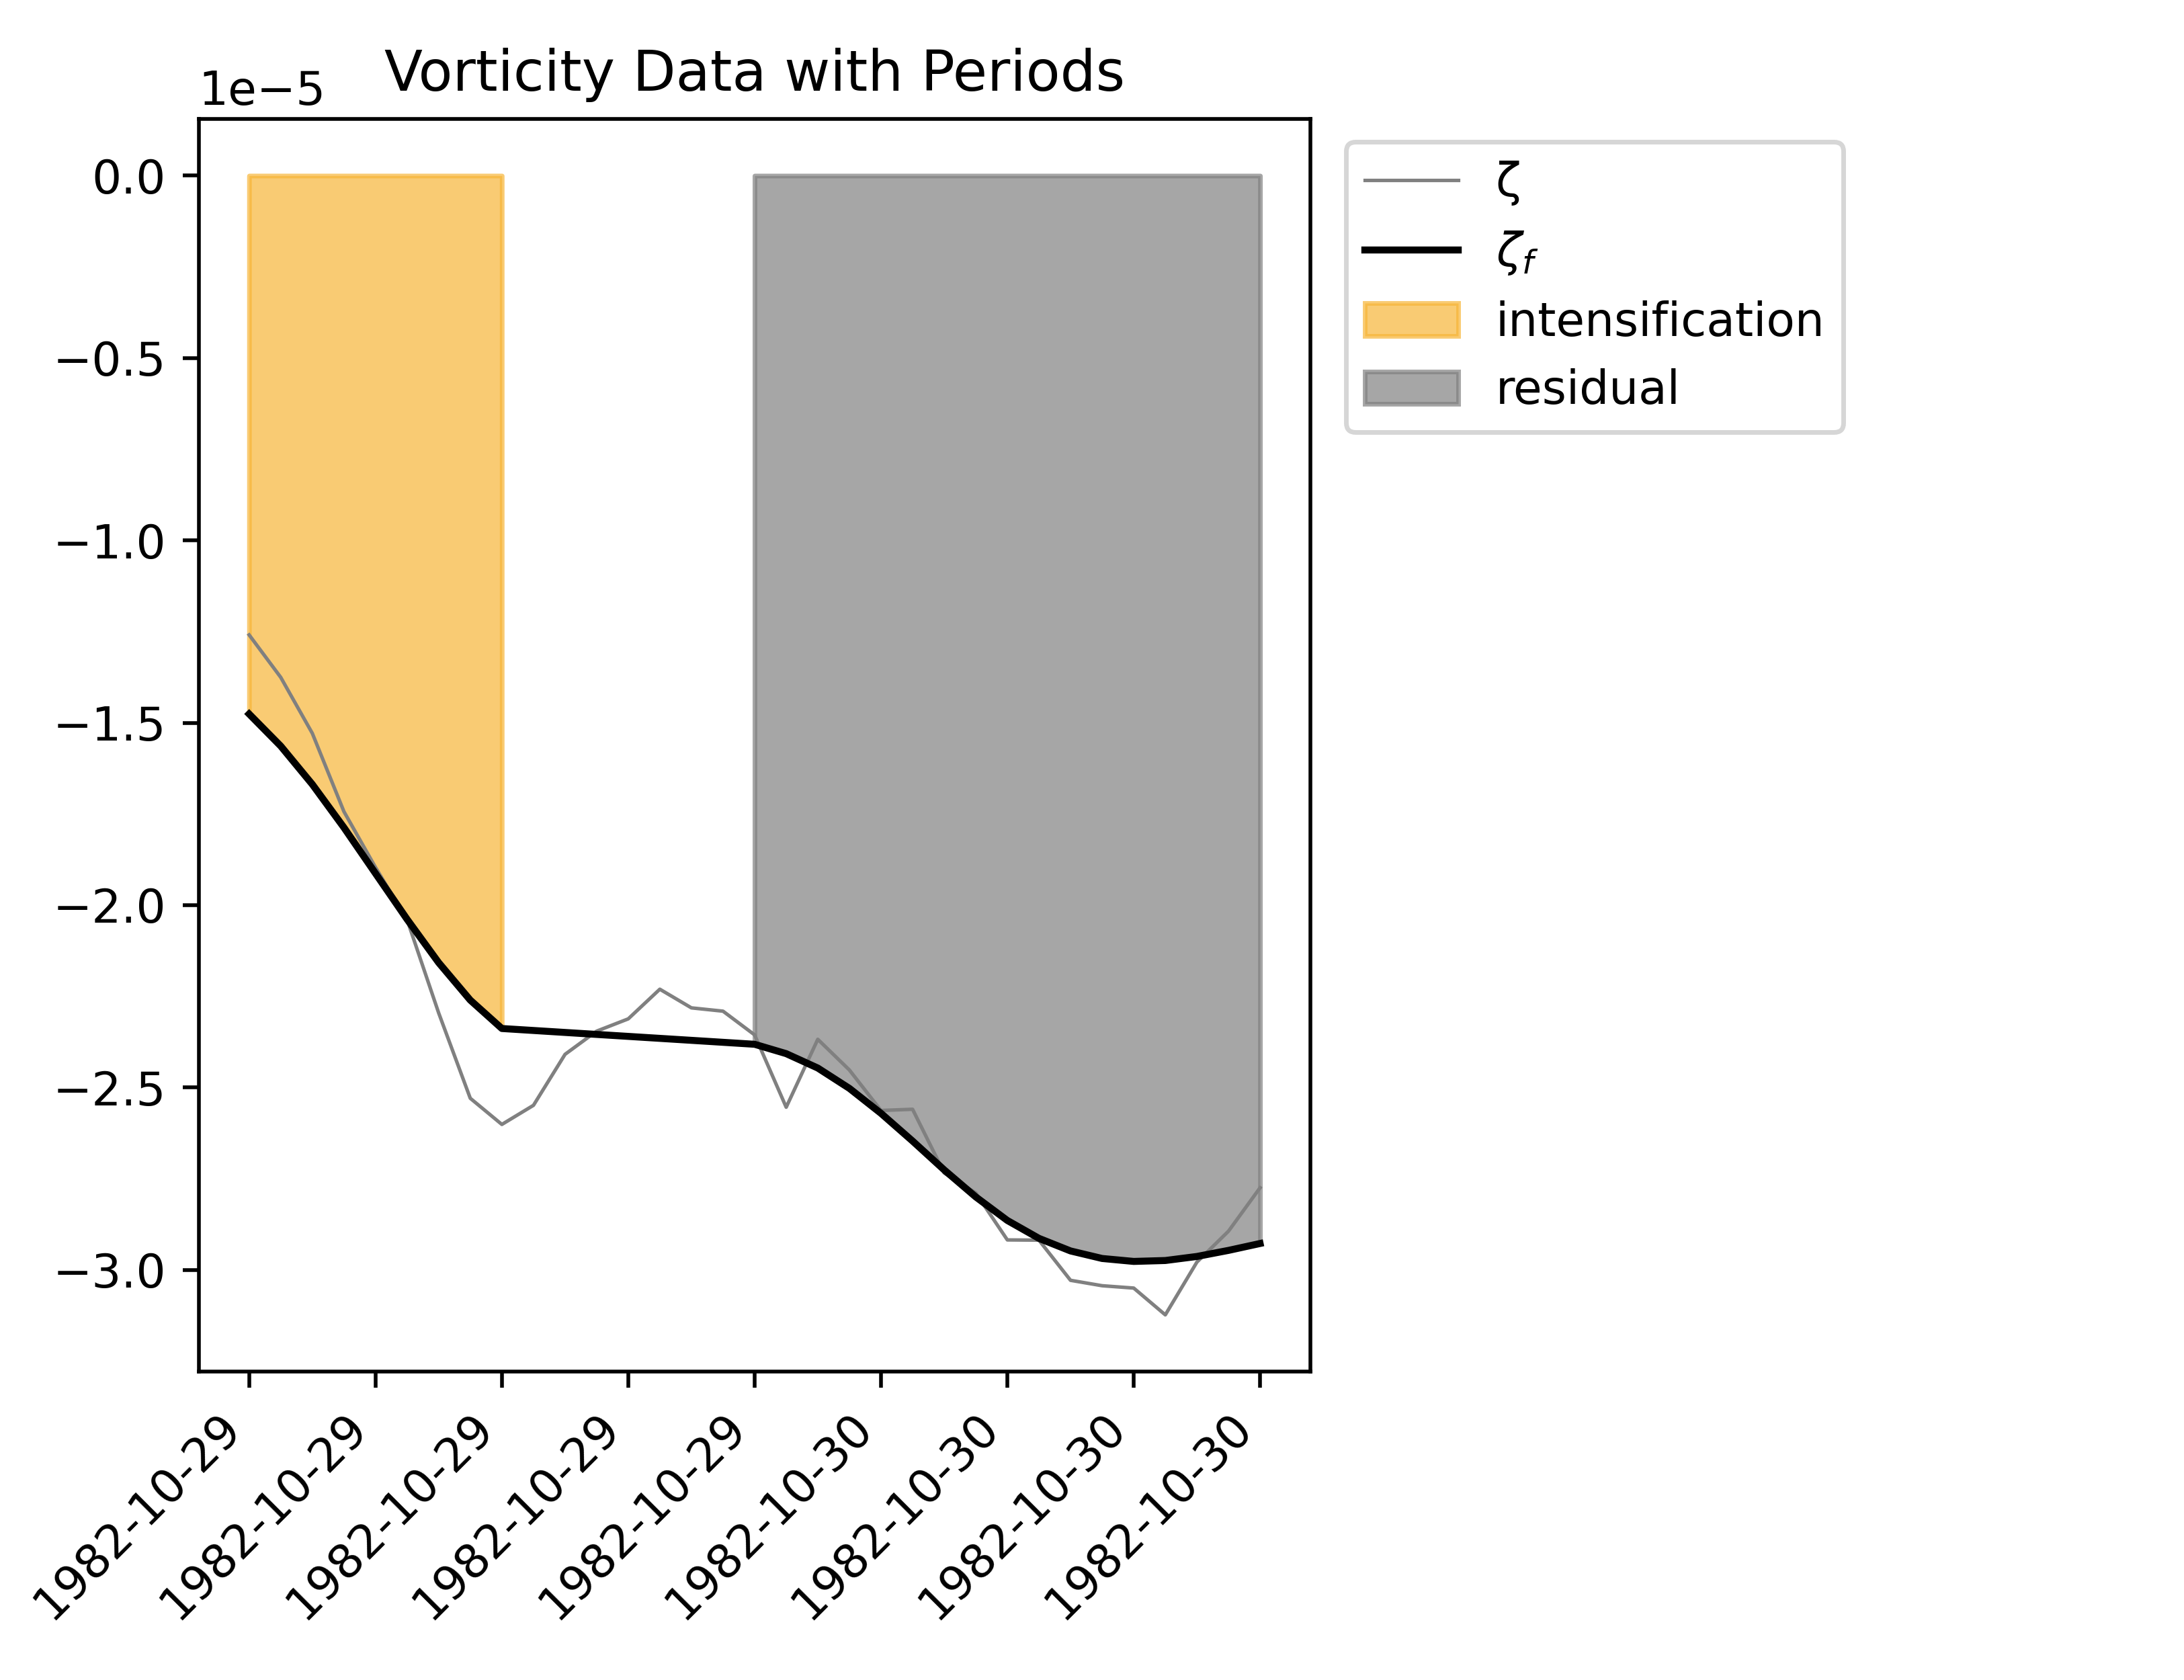 Vorticity Data with Periods
1e−5
0.0
−0.5
−1.0
−1.5
−2.0
−2.5
−3.0
1982-10-29
1982-10-29
1982-10-29
1982-10-29
1982-10-29
1982-10-30
1982-10-30
1982-10-30
1982-10-30
ζ
ζf
intensification
residual